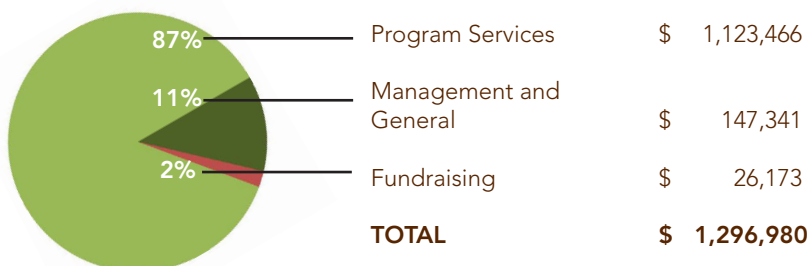 87% Program Services $ 1,123,466
11% Management and
General $ 147,341
2% Fundraising $ 26,173
TOTAL $ 1,296,980